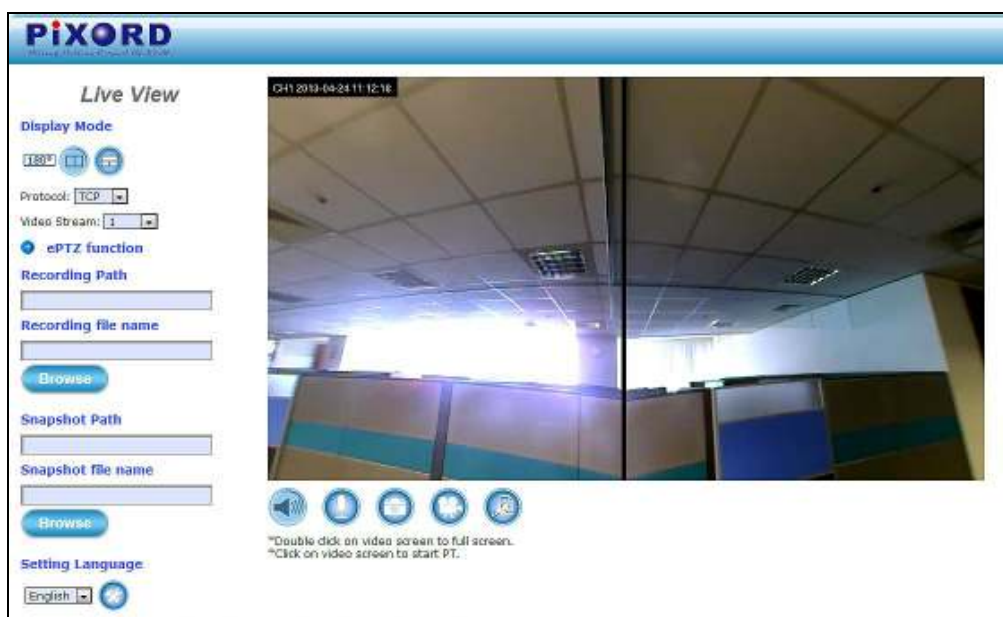 PiXORD
Live View
CH1 2013-04-24 11:12:16
Display Mode
180°
Protocol: TCP
Video Stream: 1
ePTZ function
Recording Path
Recording file name
Browse
Snapshot Path
Snapshot file name
Browse
*Double click on video screen to full screen.
*Click on video screen to start PT.
Setting Language
English